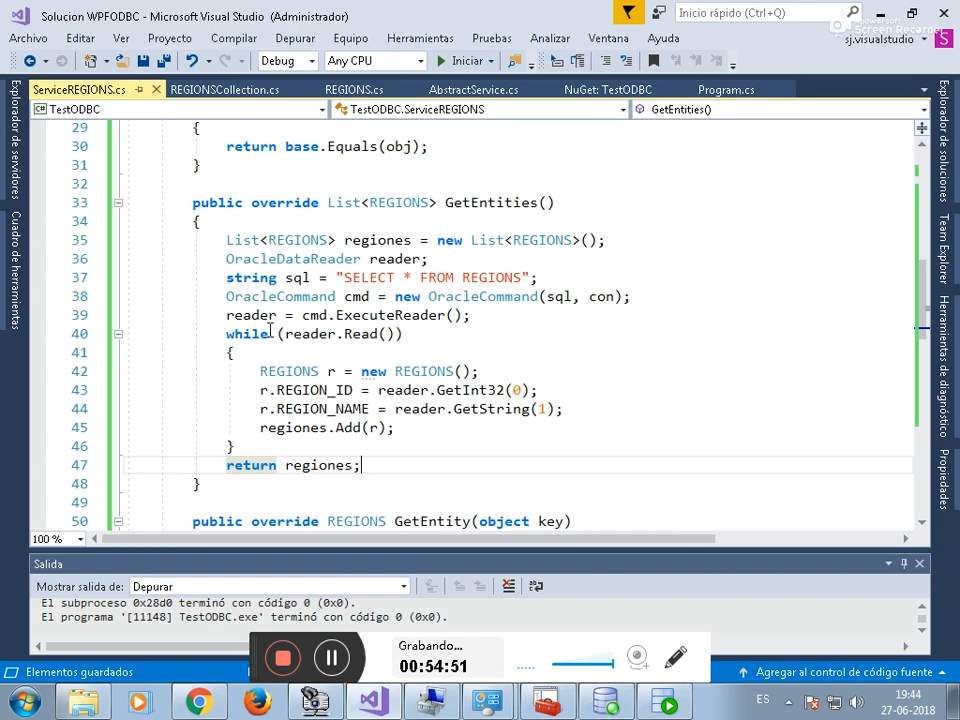 Solucion WPFODBC - Microsoft Visual Studio (Administrador)
Inicio rápido (Ctrl+Q)
Screen Recorder
Archivo Editar Ver Proyecto Compilar Depurar Equipo Herramientas Pruebas Analizar Ventana Ayuda
sj.visualstudio S
Debug Any CPU Iniciar
ServiceREGIONS.cs REGIONSCollection.cs REGIONS.cs AbstractService.cs NuGet: TestODBC Program.cs
TestODBC TestODBC.ServiceREGIONS GetEntities()
Explorador de servidores
Cuadro de herramientas
29 {
30 return base.Equals(obj);
31 }
32
33 public override List<REGIONS> GetEntities()
34 {
35 List<REGIONS> regiones = new List<REGIONS>();
36 OracleDataReader reader;
37 string sql = "SELECT * FROM REGIONS";
38 OracleCommand cmd = new OracleCommand(sql, con);
39 reader = cmd.ExecuteReader();
40 while (reader.Read())
41 {
42 REGIONS r = new REGIONS();
43 r.REGION_ID = reader.GetInt32(0);
44 r.REGION_NAME = reader.GetString(1);
45 regiones.Add(r);
46 }
47 return regiones;
48 }
49
50 public override REGIONS GetEntity(object key)
100 %
Explorador de soluciones
Team Explorer
Herramientas de diagnóstico
Propiedades
Salida
Mostrar salida de: Depurar
El subproceso 0x28d0 terminó con código 0 (0x0).
El programa '[11148] TestODBC.exe' terminó con código 0 (0x0).
Grabando...
00:54:51
Elementos guardados
Agregar al control de código fuente
ES
19:44
27-06-2018